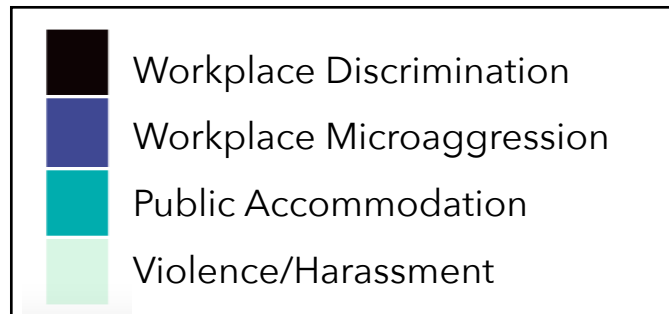 Workplace Discrimination
Workplace Microaggression
Public Accommodation
Violence/Harassment